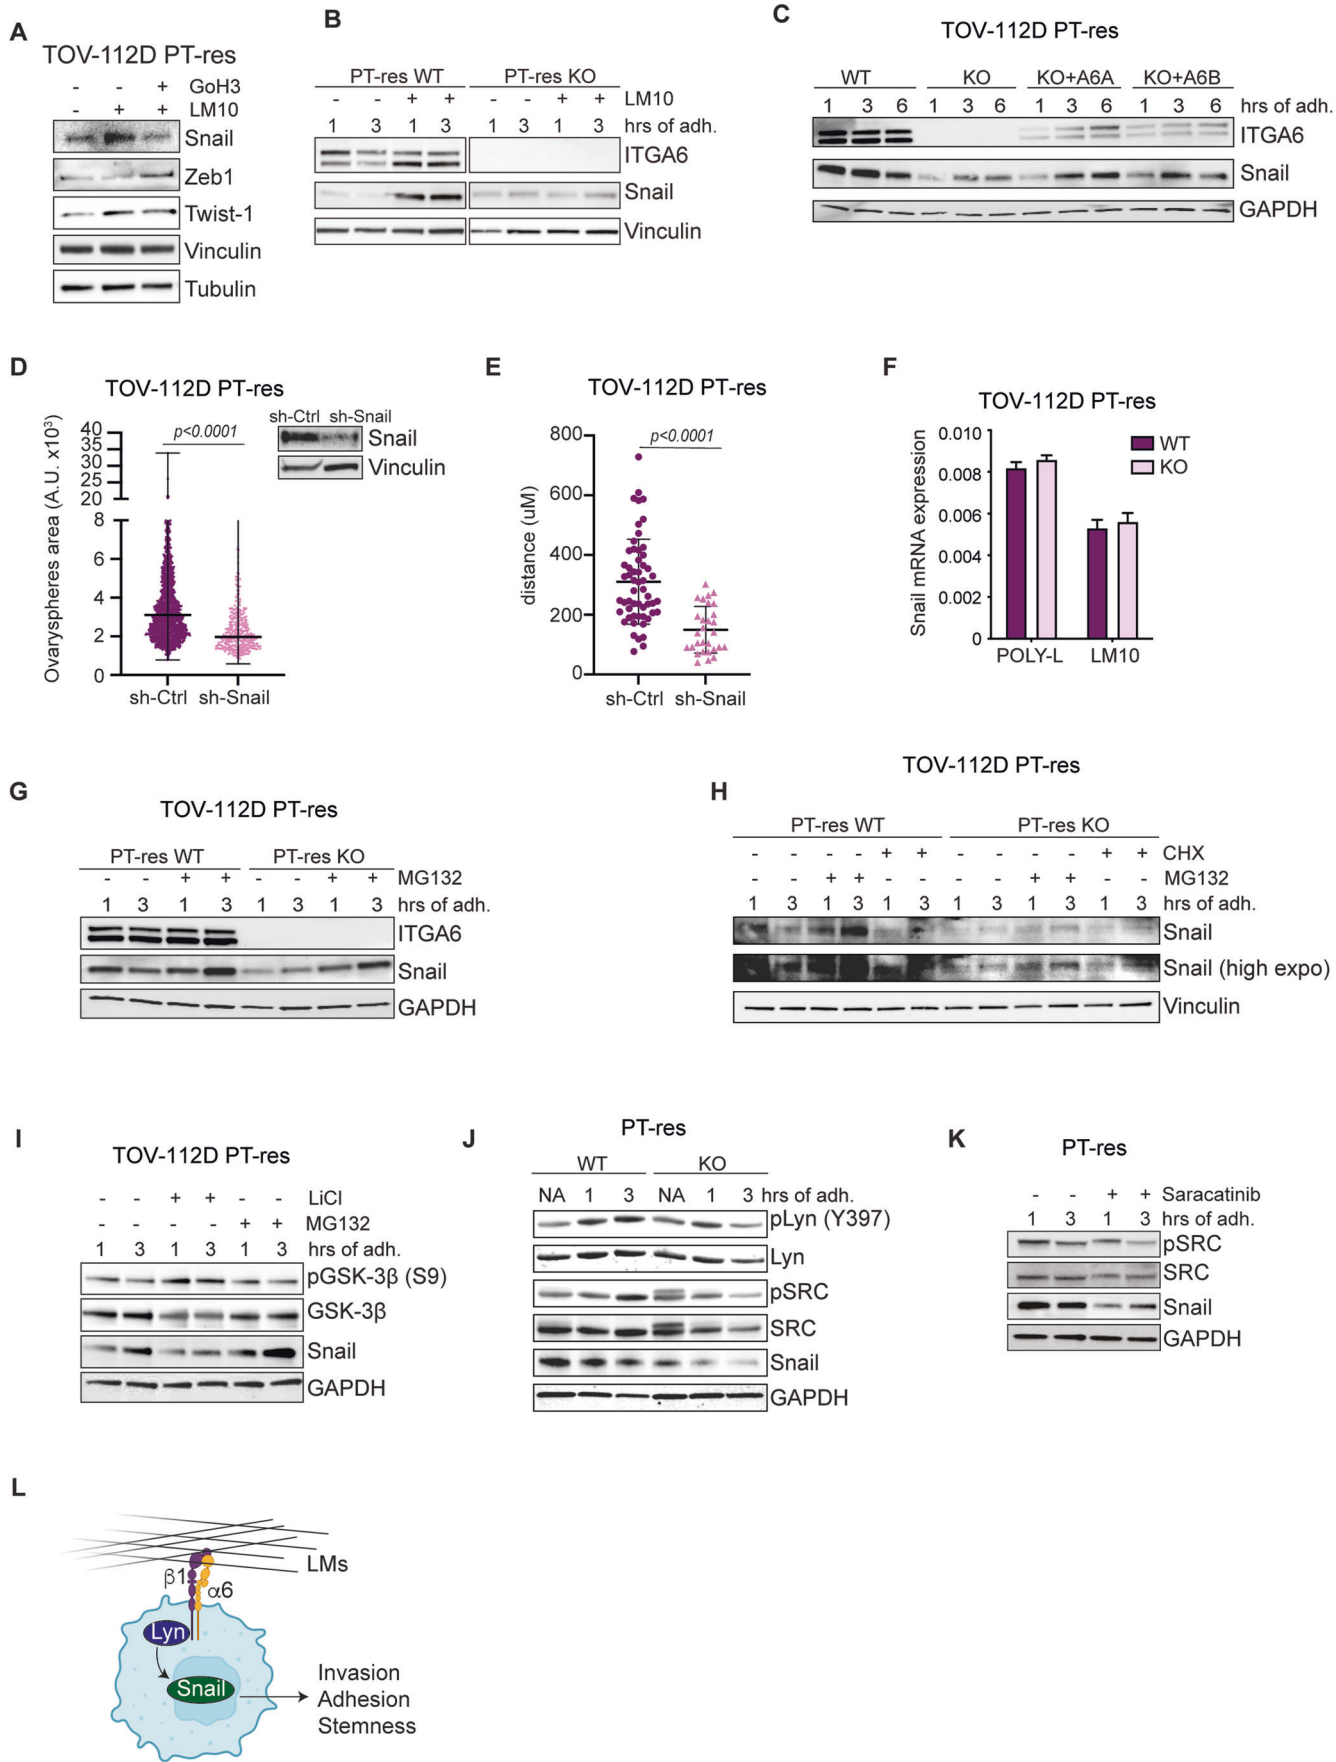 A
TOV-112D PT-res
- - + GoH3
- + + LM10
Snail
Zeb1
Twist-1
Vinculin
Tubulin
B
PT-res WT PT-res KO
- - + + - - + + LM10
1 3 1 3 1 3 1 3 hrs of adh.
ITGA6
Snail
Vinculin
C
TOV-112D PT-res
WT KO KO+A6A KO+A6B
1 3 6 1 3 6 1 3 6 1 3 6 hrs of adh.
ITGA6
Snail
GAPDH
D
TOV-112D PT-res
Ovaryspheres area (A.U. x10³)
40
35
30
25
20
8
6
4
2
0
p<0.0001
sh-Ctrl sh-Snail
sh-Ctrl sh-Snail
Snail
Vinculin
E
TOV-112D PT-res
distance (uM)
800
600
400
200
0
p<0.0001
sh-Ctrl sh-Snail
F
TOV-112D PT-res
Snail mRNA expression
0.010
0.008
0.006
0.004
0.002
0
WT
KO
POLY-L LM10
G
TOV-112D PT-res
PT-res WT PT-res KO
- - + + - - + + MG132
1 3 1 3 1 3 1 3 hrs of adh.
ITGA6
Snail
GAPDH
H
TOV-112D PT-res
PT-res WT PT-res KO
- - - - + + - - - - + + CHX
- - + + - - - - + + - - MG132
1 3 1 3 1 3 1 3 1 3 1 3 hrs of adh.
Snail
Snail (high expo)
Vinculin
I
TOV-112D PT-res
- - + + - - LiCl
- - - - + + MG132
1 3 1 3 1 3 hrs of adh.
pGSK-3β (S9)
GSK-3β
Snail
GAPDH
J
PT-res
WT KO
NA 1 3 NA 1 3 hrs of adh.
pLyn (Y397)
Lyn
pSRC
SRC
Snail
GAPDH
K
PT-res
- - + + Saracatinib
1 3 1 3 hrs of adh.
pSRC
SRC
Snail
GAPDH
L
LMs
β1
α6
Lyn
Snail
Invasion
Adhesion
Stemness